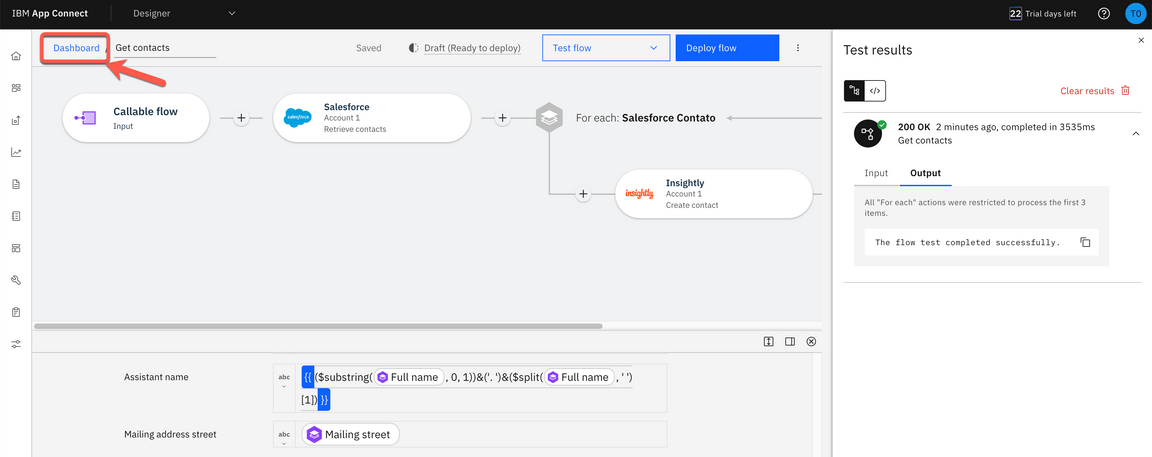 IBM App Connect
Designer
22 Trial days left
TO
Dashboard / Get contacts
Saved
Draft (Ready to deploy)
Test flow
Deploy flow
Callable flow
Input
salesforce
Salesforce
Account 1
Retrieve contacts
For each: Salesforce Contato
insightly
Insightly
Account 1
Create contact
Assistant name
abc
{{($substring( Full name , 0, 1))&('. ')&($split( Full name , ' ')
[1]) }}
Mailing address street
abc
Mailing street
Test results
</>
Clear results
200 OK 2 minutes ago, completed in 3535ms
Get contacts
Input
Output
All "For each" actions were restricted to process the first 3
items.
The flow test completed successfully.